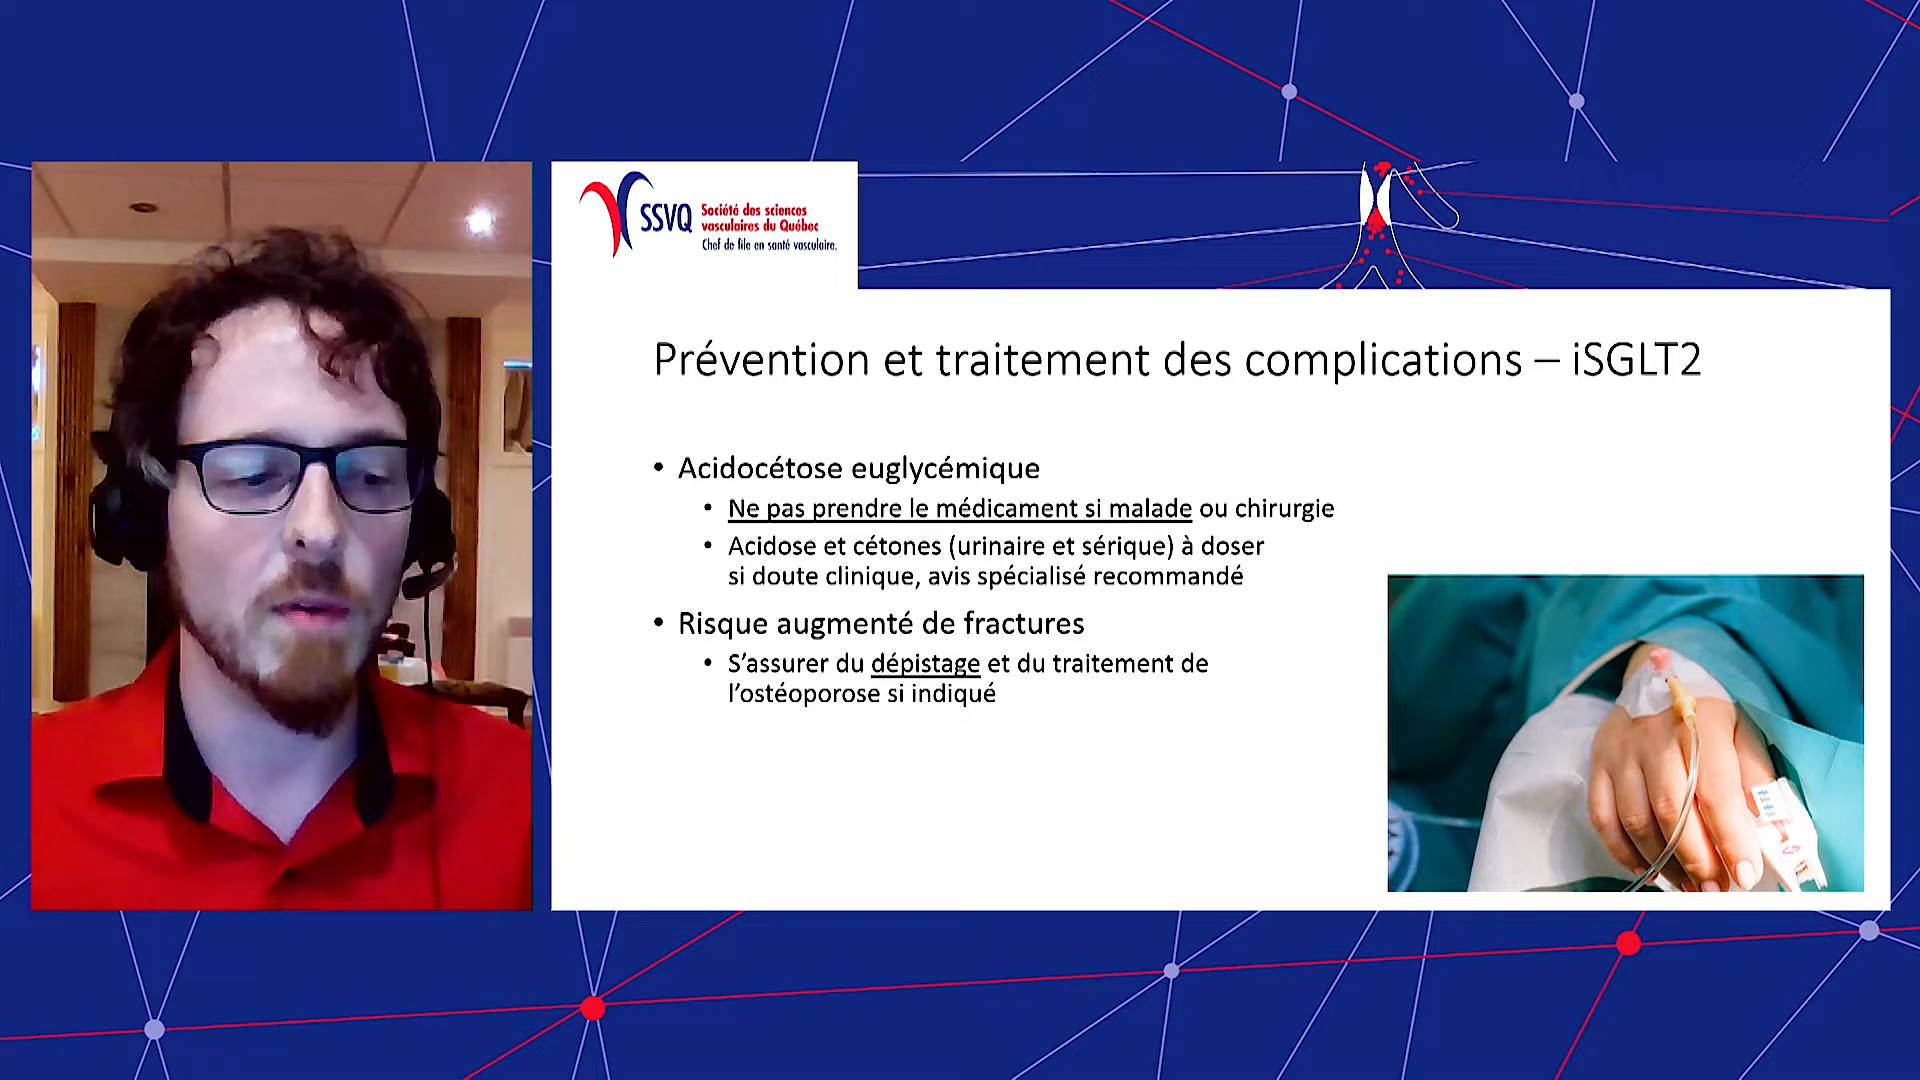 SSVQ
Société des sciences
vasculaires du Québec
Chef de file en santé vasculaire.
Prévention et traitement des complications – iSGLT2
• Acidocétose euglycémique
• Ne pas prendre le médicament si malade ou chirurgie
• Acidose et cétones (urinaire et sérique) à doser
si doute clinique, avis spécialisé recommandé
• Risque augmenté de fractures
• S’assurer du dépistage et du traitement de
l’ostéoporose si indiqué